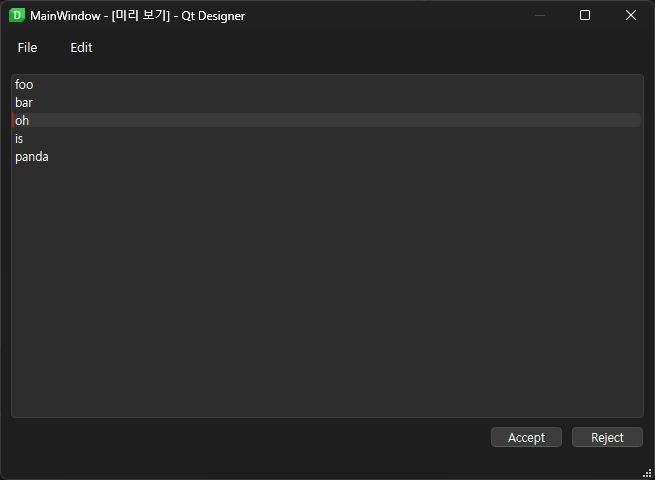 MainWindow - [미리 보기] - Qt Designer
File Edit
foo
bar
oh
is
panda
Accept Reject